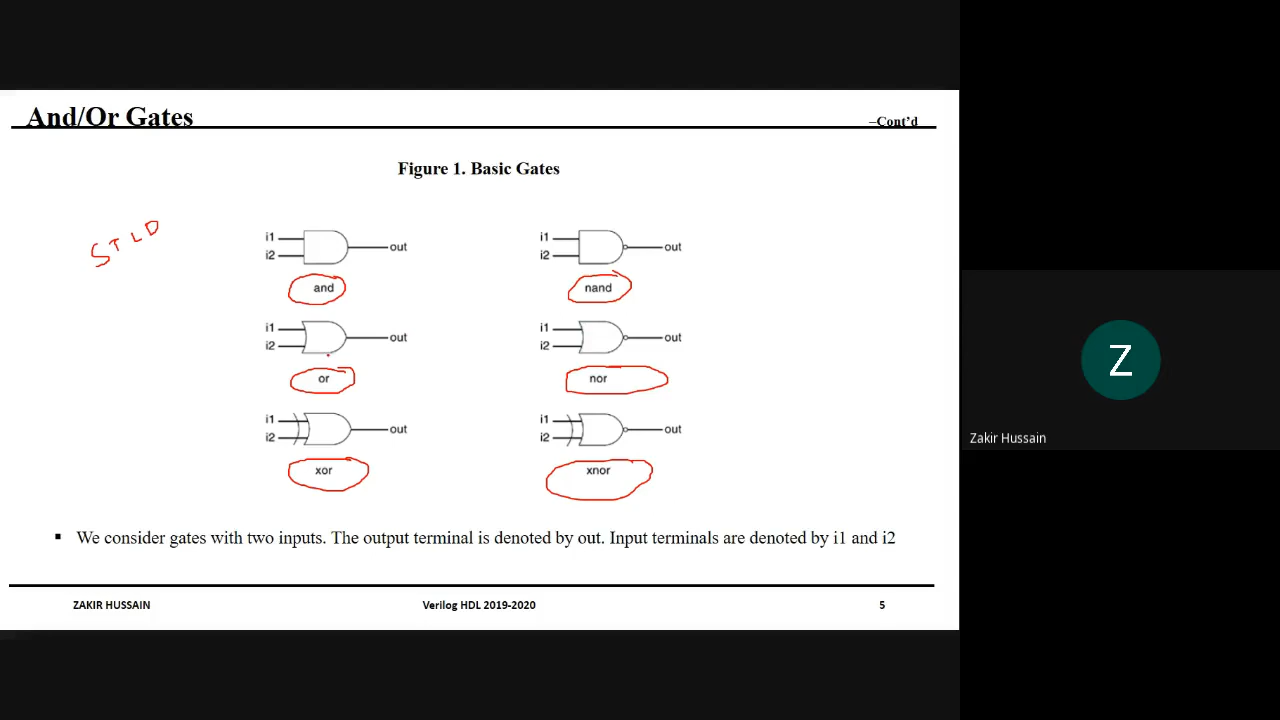 And/Or Gates
–Cont’d
Figure 1. Basic Gates
STLD
i1
i2
out
and
i1
i2
out
nand
i1
i2
out
or
i1
i2
out
nor
i1
i2
out
xor
i1
i2
out
xnor
▪ We consider gates with two inputs. The output terminal is denoted by out. Input terminals are denoted by i1 and i2
ZAKIR HUSSAIN
Verilog HDL 2019-2020
5
Z
Zakir Hussain